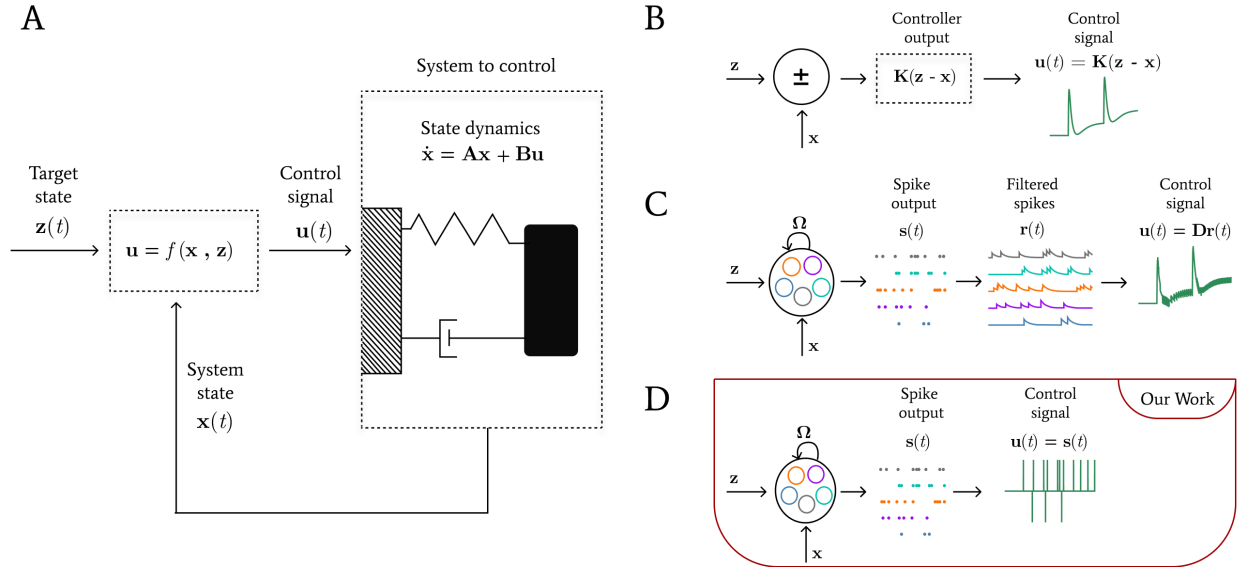 A
System to control
State dynamics
ẋ = Ax + Bu
Target
state
z(t)
u = f(x , z)
Control
signal
u(t)
System
state
x(t)
B
z
±
x
Controller
output
K(z - x)
Control
signal
u(t) = K(z - x)
C
z
Ω
x
Spike
output
s(t)
Filtered
spikes
r(t)
Control
signal
u(t) = Dr(t)
D
Our Work
z
Ω
x
Spike
output
s(t)
Control
signal
u(t) = s(t)